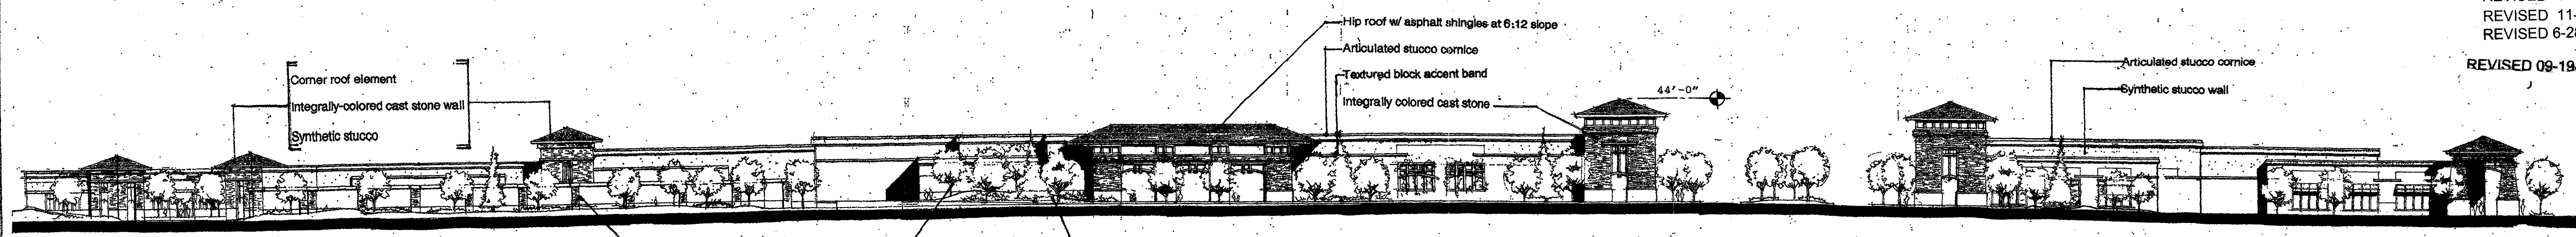 REVISED 11-
REVISED 6-28
REVISED 09-19
Corner roof element
Integrally-colored cast stone wall
Synthetic stucco
Hip roof w/ asphalt shingles at 6:12 slope
Articulated stucco cornice
Textured block accent band
Integrally colored cast stone
44'-0"
Articulated stucco cornice
Synthetic stucco wall